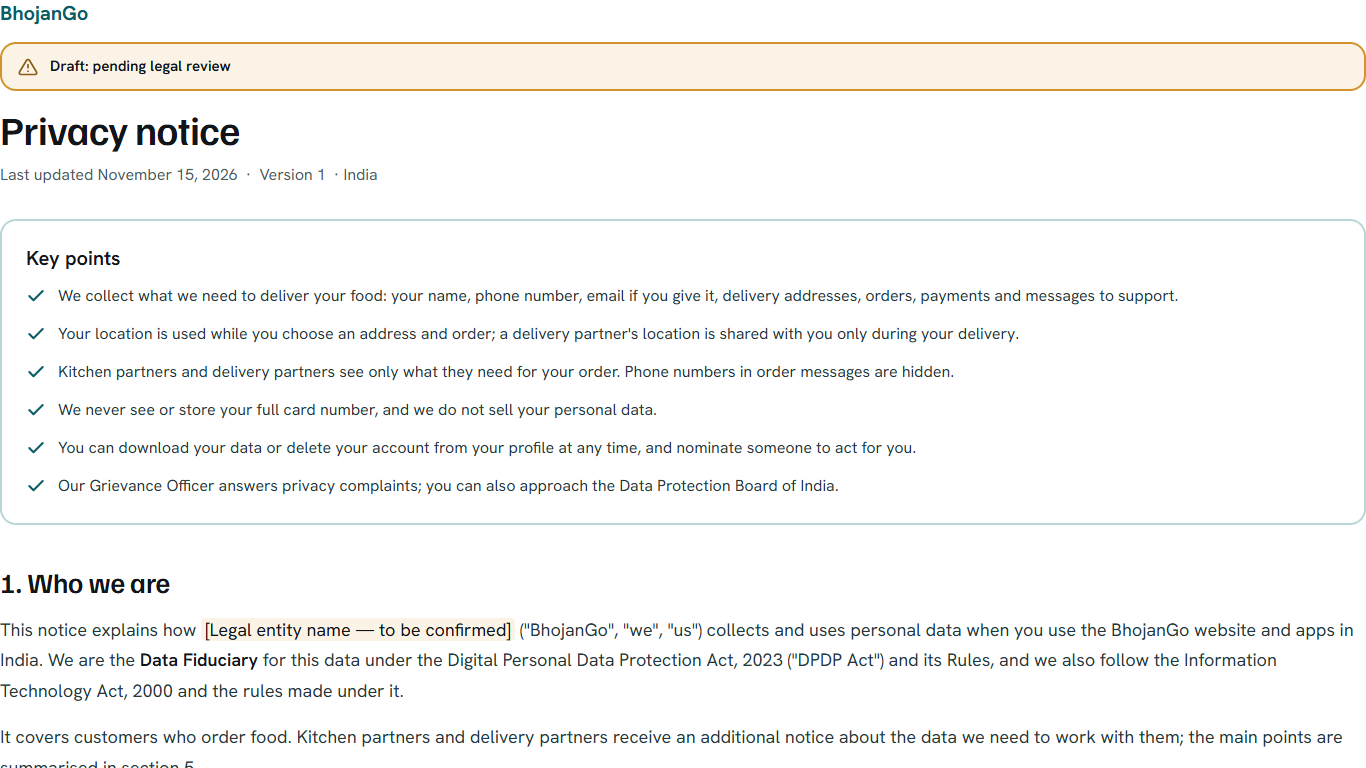 BhojanGo
Draft: pending legal review
Privacy notice
Last updated November 15, 2026 · Version 1 · India
Key points
We collect what we need to deliver your food: your name, phone number, email if you give it, delivery addresses, orders, payments and messages to support.
Your location is used while you choose an address and order; a delivery partner's location is shared with you only during your delivery.
Kitchen partners and delivery partners see only what they need for your order. Phone numbers in order messages are hidden.
We never see or store your full card number, and we do not sell your personal data.
You can download your data or delete your account from your profile at any time, and nominate someone to act for you.
Our Grievance Officer answers privacy complaints; you can also approach the Data Protection Board of India.
1. Who we are
This notice explains how [Legal entity name — to be confirmed] ("BhojanGo", "we", "us") collects and uses personal data when you use the BhojanGo website and apps in
India. We are the Data Fiduciary for this data under the Digital Personal Data Protection Act, 2023 ("DPDP Act") and its Rules, and we also follow the Information
Technology Act, 2000 and the rules made under it.
It covers customers who order food. Kitchen partners and delivery partners receive an additional notice about the data we need to work with them; the main points are
summarised in section 5.